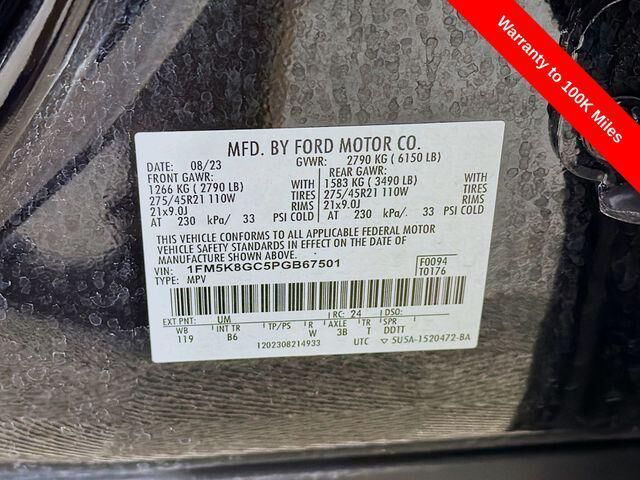 Warranty to 100K Miles
MFD. BY FORD MOTOR CO.
DATE: 08/23 GVWR: 2790 KG ( 6150 LB)
FRONT GAWR: REAR GAWR:
1266 KG ( 2790 LB) WITH 1583 KG ( 3490 LB) WITH
275/45R21 110W TIRES 275/45R21 110W TIRES
21x9.0J RIMS 21x9.0J RIMS
AT 230 kPa/ 33 PSI COLD AT 230 kPa/ 33 PSI COLD
THIS VEHICLE CONFORMS TO ALL APPLICABLE FEDERAL MOTOR
VEHICLE SAFETY STANDARDS IN EFFECT ON THE DATE OF
MANUFACTURE SHOWN ABOVE.
VIN: 1FM5K8GC5PGB67501 F0094
TYPE: MPV T0176
EXT PNT: UM RC: 24 DSO:
WB INT TR TP/PS R AXLE TR SPR
119 B6 W 3B T DDTT
1202308214933 UTC ▽ 5U5A-1520472-BA